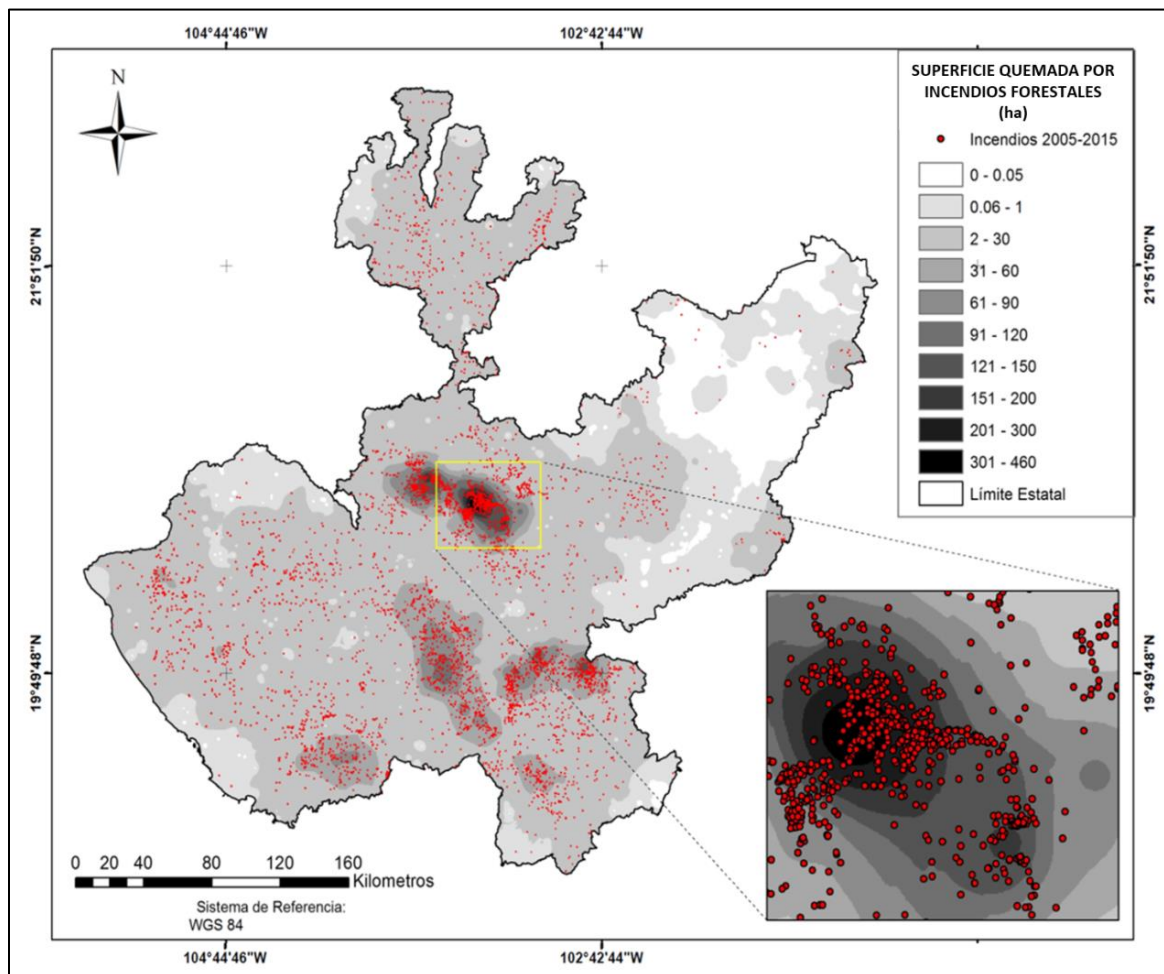 104°44'46"W
102°42'44"W
N
SUPERFICIE QUEMADA POR
INCENDIOS FORESTALES
(ha)
Incendios 2005-2015
0 - 0.05
0.06 - 1
2 - 30
31 - 60
61 - 90
91 - 120
121 - 150
151 - 200
201 - 300
301 - 460
Límite Estatal
21°51'50"N
21°51'50"N
19°49'48"N
19°49'48"N
0 20 40 80 120 160
Kilometros
Sistema de Referencia:
WGS 84
104°44'46"W
102°42'44"W